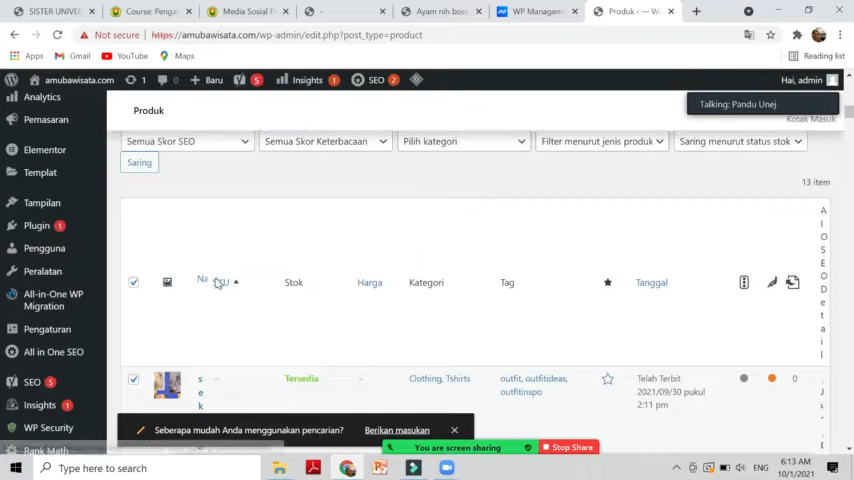 SISTER UNIVER
Course: Penga
Media Sosial F
-
Ayam nih bos
WP Managem
Produk ‹ — W
Not secure
https://amubawisata.com/wp-admin/edit.php?post_type=product
Apps
Gmail
YouTube
Maps
Reading list
amubawisata.com
1
0
Baru
5
Insights
1
SEO
2
Hai, admin
Analytics
Pemasaran
Elementor
Templat
Tampilan
Plugin
1
Pengguna
Peralatan
All-in-One WP
Migration
Pengaturan
All in One SEO
SEO
5
Insights
1
WP Security
Rank Math
Produk
Talking: Pandu Unej
Kotak Masuk
Semua Skor SEO
Semua Skor Keterbacaan
Pilih kategori
Filter menurut jenis produk
Saring menurut status stok
Saring
13 item
Na
SKU
Stok
Harga
Kategori
Tag
Tanggal
A
I
O
S
E
O
D
e
t
a
i
l
s
e
k
–
Tersedia
–
Clothing, Tshirts
outfit, outfitideas,
outfitinspo
Telah Terbit
2021/09/30 pukul
2:11 pm
0
Seberapa mudah Anda menggunakan pencarian?
Berikan masukan
You are screen sharing
Stop Share
Type here to search
ENG
6:13 AM
10/1/2021